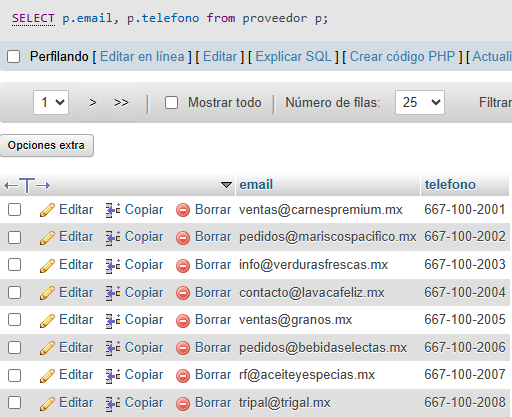 SELECT p.email, p.telefono from proveedor p;
Perfilando [ Editar en línea ] [ Editar ] [ Explicar SQL ] [ Crear código PHP ] [ Actuali
1 > >> Mostrar todo Número de filas: 25 Filtrar
Opciones extra
←T→ email telefono
Editar Copiar Borrar ventas@carnespremium.mx 667-100-2001
Editar Copiar Borrar pedidos@mariscospacifico.mx 667-100-2002
Editar Copiar Borrar info@verdurasfrescas.mx 667-100-2003
Editar Copiar Borrar contacto@lavacafeliz.mx 667-100-2004
Editar Copiar Borrar ventas@granos.mx 667-100-2005
Editar Copiar Borrar pedidos@bebidaselectas.mx 667-100-2006
Editar Copiar Borrar rf@aceiteyespecias.mx 667-100-2007
Editar Copiar Borrar tripal@trigal.mx 667-100-2008